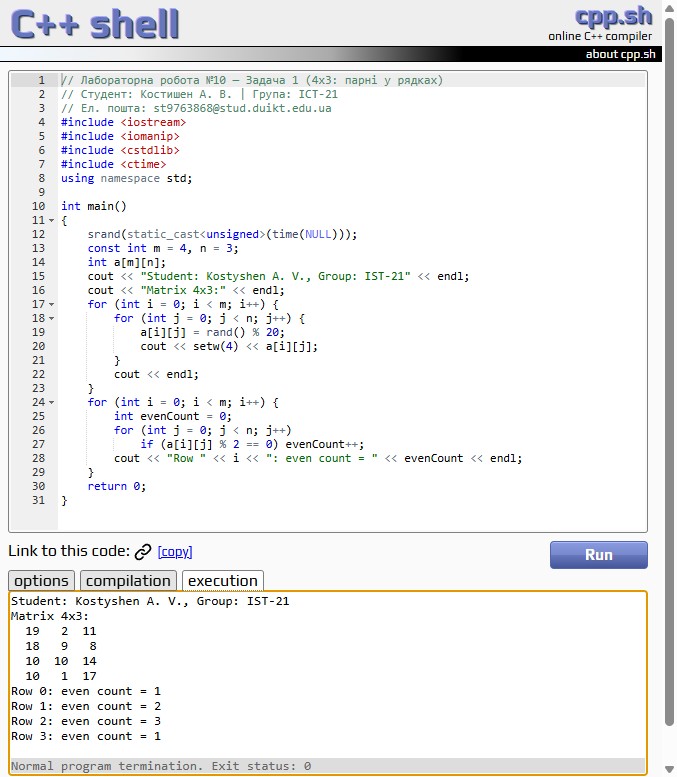 C++ shell
cpp.sh
online C++ compiler
about cpp.sh
1 // Лабораторна робота №10 — Задача 1 (4x3: парні у рядках)
2 // Студент: Костишен А. В. | Група: ІСТ-21
3 // Ел. пошта: st9763868@stud.duikt.edu.ua
4 #include <iostream>
5 #include <iomanip>
6 #include <cstdlib>
7 #include <ctime>
8 using namespace std;
9
10 int main()
11 {
12     srand(static_cast<unsigned>(time(NULL)));
13     const int m = 4, n = 3;
14     int a[m][n];
15     cout << "Student: Kostyshen A. V., Group: IST-21" << endl;
16     cout << "Matrix 4x3:" << endl;
17     for (int i = 0; i < m; i++) {
18         for (int j = 0; j < n; j++) {
19             a[i][j] = rand() % 20;
20             cout << setw(4) << a[i][j];
21         }
22         cout << endl;
23     }
24     for (int i = 0; i < m; i++) {
25         int evenCount = 0;
26         for (int j = 0; j < n; j++)
27             if (a[i][j] % 2 == 0) evenCount++;
28         cout << "Row " << i << ": even count = " << evenCount << endl;
29     }
30     return 0;
31 }
Link to this code: [copy]
Run
options compilation execution
Student: Kostyshen A. V., Group: IST-21
Matrix 4x3:
  19   2  11
  18   9   8
  10  10  14
  10   1  17
Row 0: even count = 1
Row 1: even count = 2
Row 2: even count = 3
Row 3: even count = 1
Normal program termination. Exit status: 0